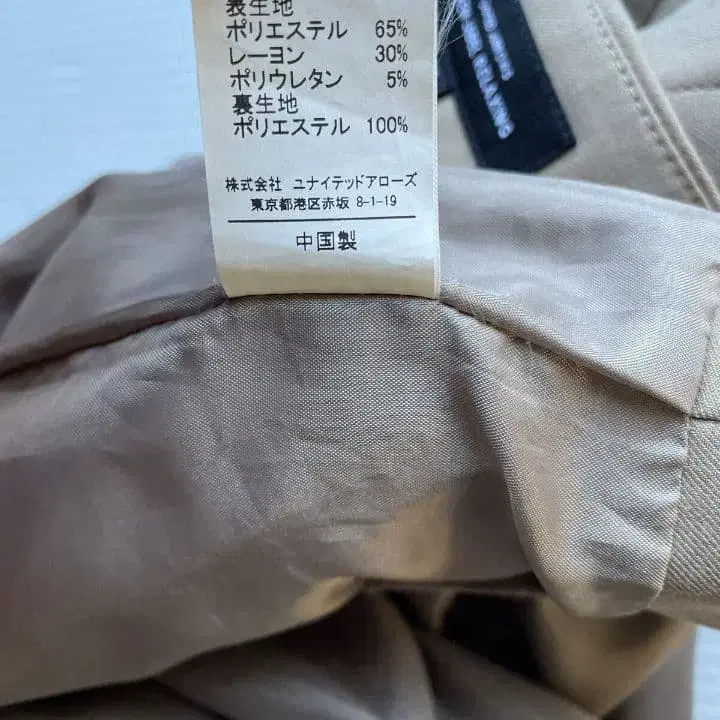 表生地
ポリエステル 65%
レーヨン 30%
ポリウレタン 5%
裏生地
ポリエステル 100%
株式会社 ユナイテッドアローズ
東京都港区赤坂 8-1-19
中国製
RELAXING